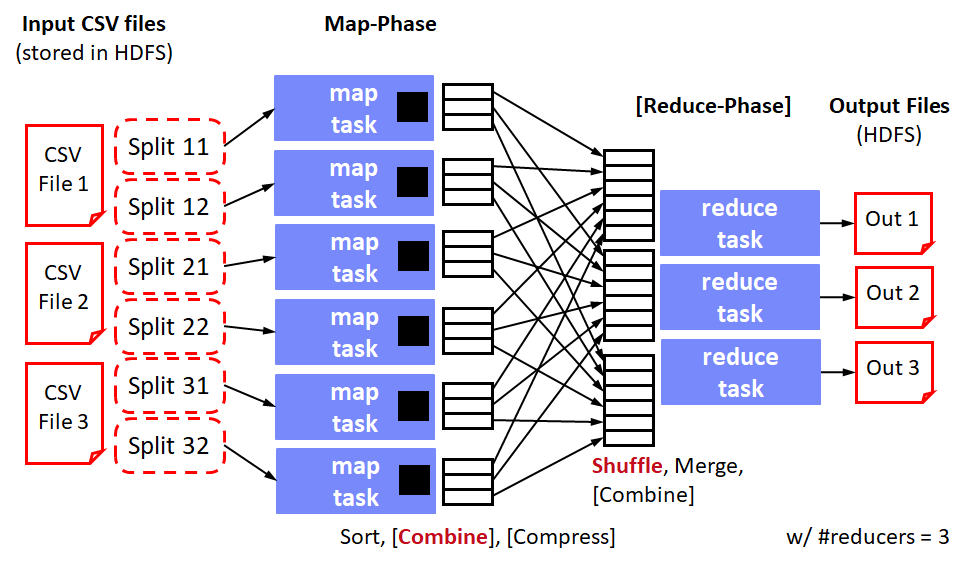 Input CSV files
(stored in HDFS)
Map-Phase
[Reduce-Phase]
Output Files
(HDFS)
CSV
File 1
CSV
File 2
CSV
File 3
Split 11
Split 12
Split 21
Split 22
Split 31
Split 32
map
task
map
task
map
task
map
task
map
task
map
task
reduce
task
reduce
task
reduce
task
Out 1
Out 2
Out 3
Shuffle, Merge,
[Combine]
Sort, [Combine], [Compress]
w/ #reducers = 3